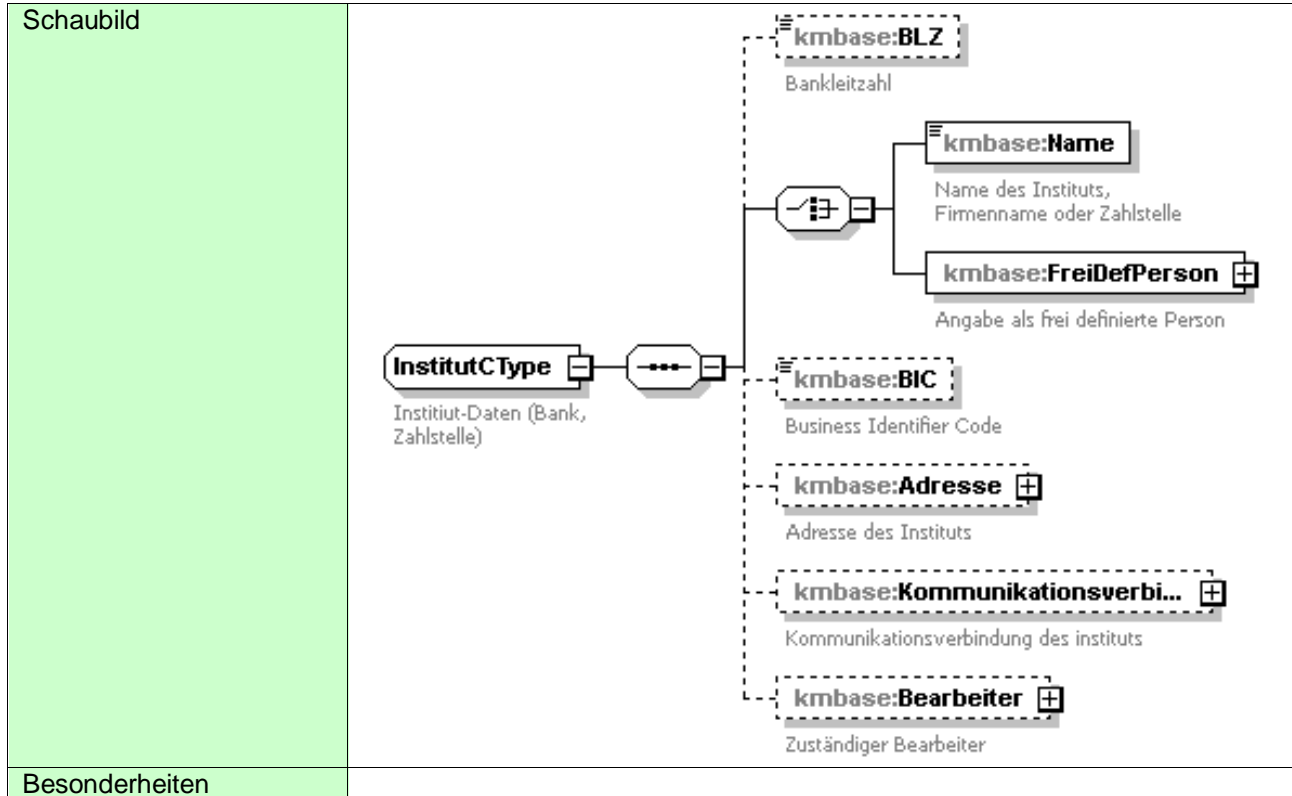 Schaubild
kmbase:BLZ
Bankleitzahl
kmbase:Name
Name des Instituts,
Firmenname oder Zahlstelle
kmbase:FreiDefPerson
Angabe als frei definierte Person
InstitutCType
Institiut-Daten (Bank,
Zahlstelle)
kmbase:BIC
Business Identifier Code
kmbase:Adresse
Adresse des Instituts
kmbase:Kommunikationsverbi...
Kommunikationsverbindung des instituts
kmbase:Bearbeiter
Zuständiger Bearbeiter
Besonderheiten